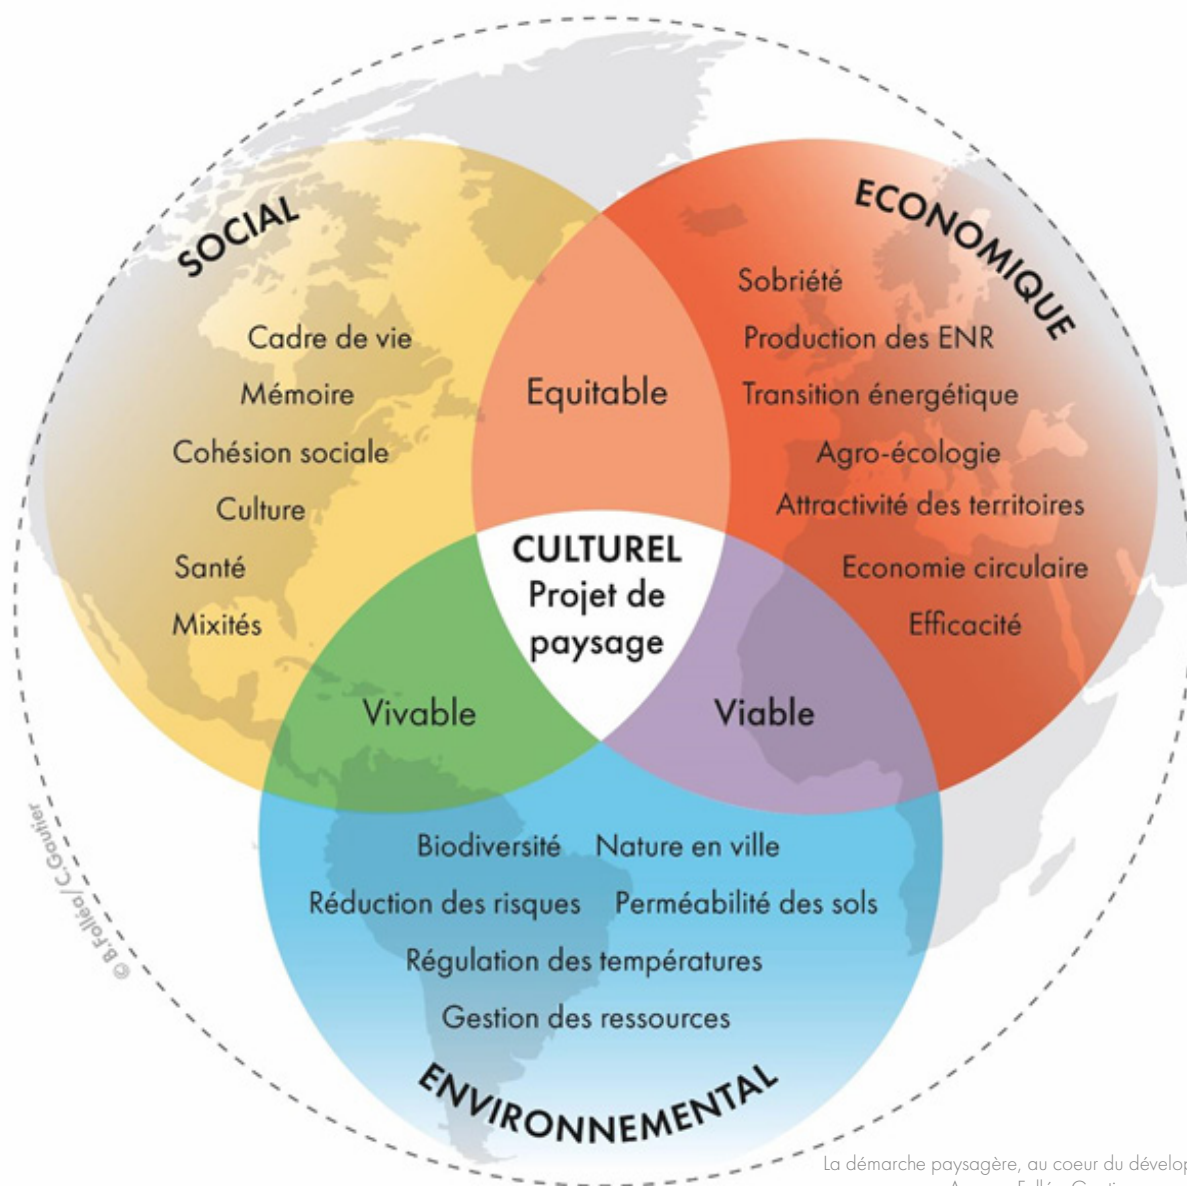 SOCIAL
ECONOMIQUE
Cadre de vie
Mémoire
Cohésion sociale
Culture
Santé
Mixités
Equitable
Sobriété
Production des ENR
Transition énergétique
Agro-écologie
Attractivité des territoires
Economie circulaire
Efficacité
CULTUREL
Projet de
paysage
Vivable
Viable
Biodiversité Nature en ville
Réduction des risques Perméabilité des sols
Régulation des températures
Gestion des ressources
ENVIRONNEMENTAL
© B.Folléa/C.Gautier
La démarche paysagère, au coeur du dévelop